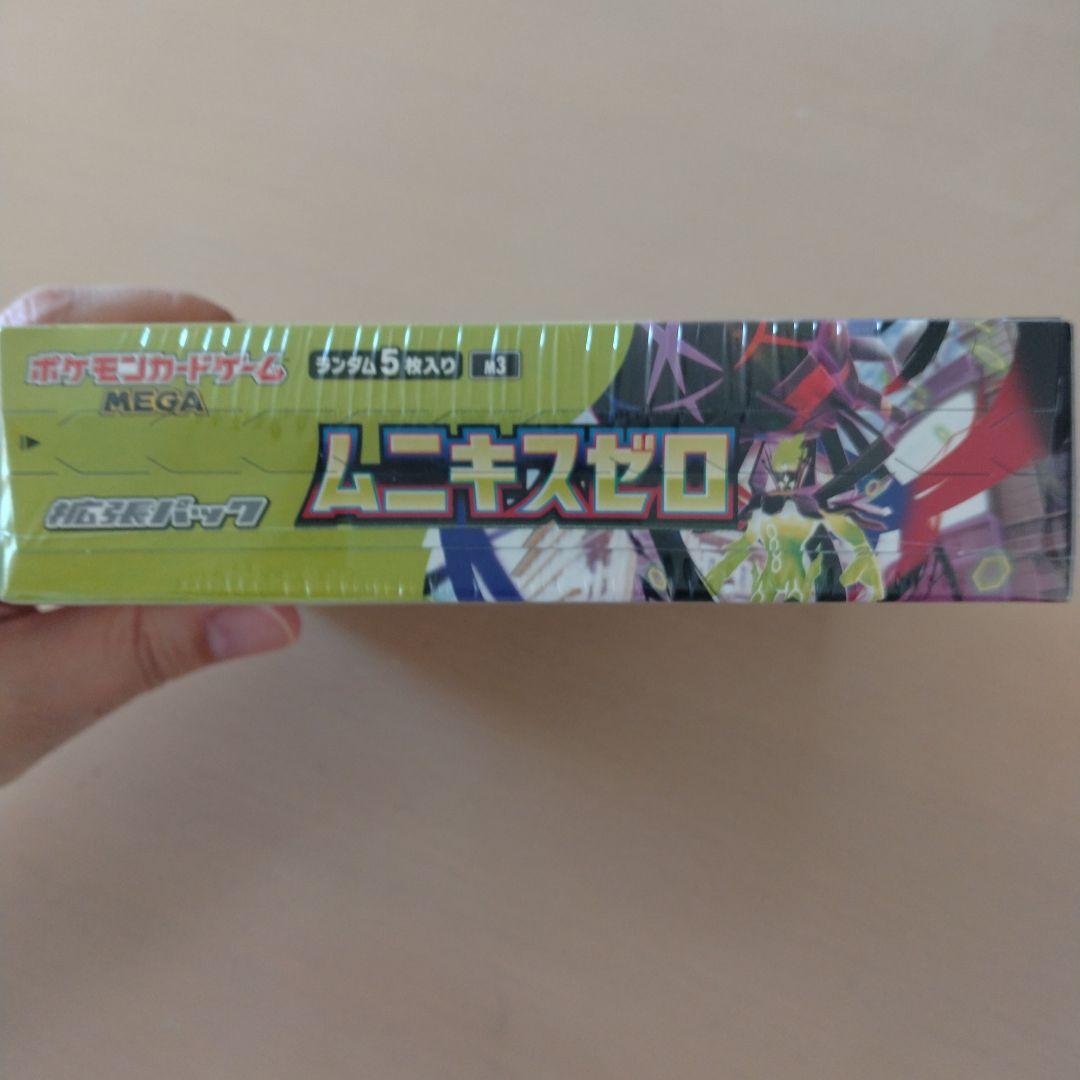 ポケモンカードゲーム
MEGA
ランダム5枚入り M3
ムニキスゼロ
拡張パック